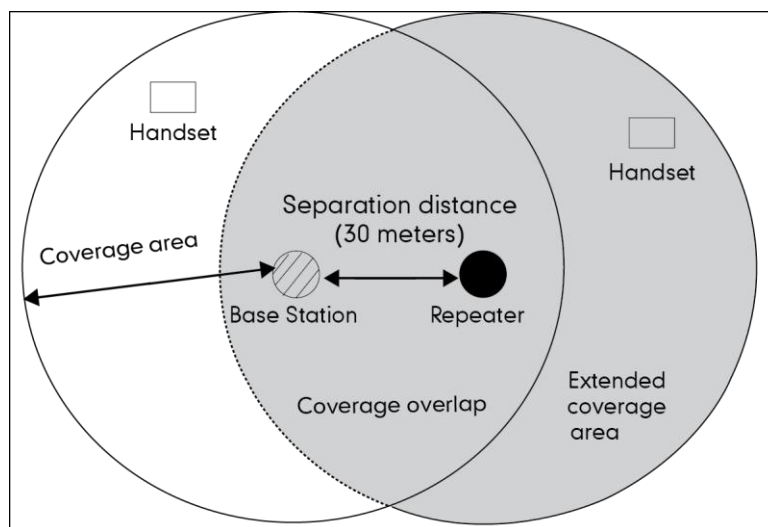 Handset
Handset
Separation distance
(30 meters)
Coverage area
Base Station
Repeater
Extended
coverage
area
Coverage overlap